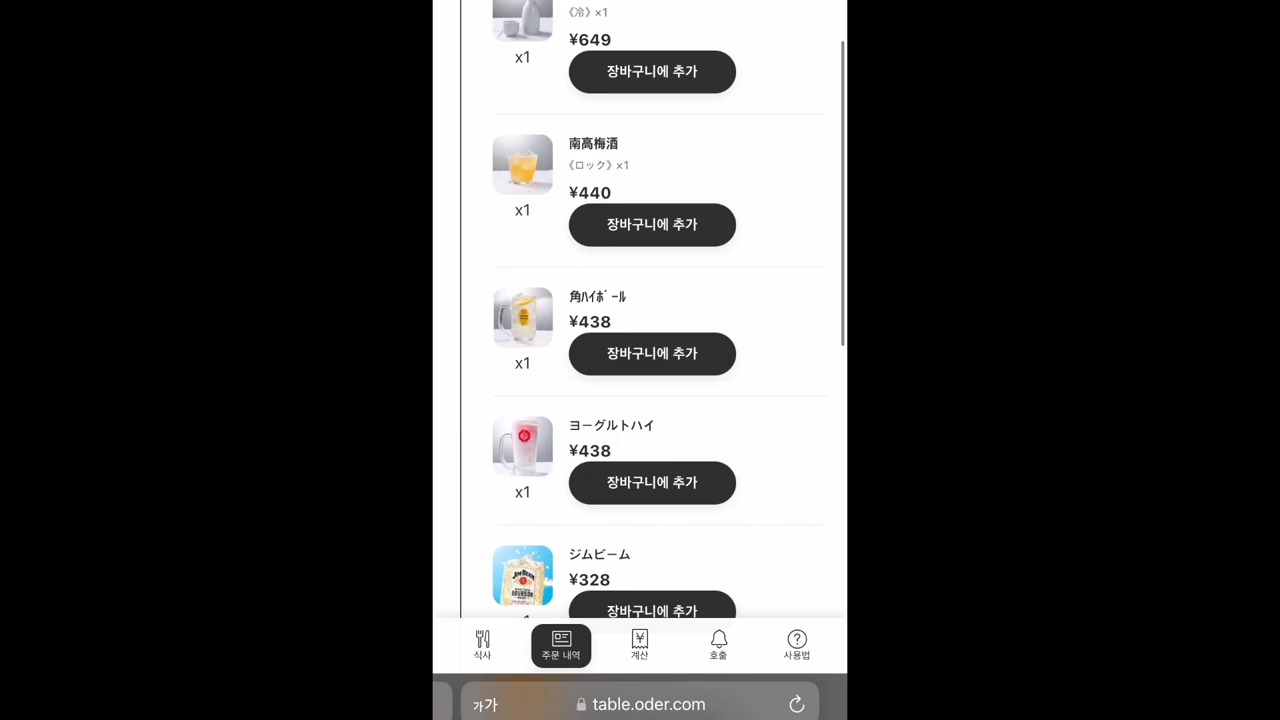 《冷》×1
¥649
x1
장바구니에 추가
南高梅酒
《ロック》×1
¥440
x1
장바구니에 추가
角ﾊｲﾎﾞｰﾙ
¥438
x1
장바구니에 추가
ヨーグルトハイ
¥438
x1
장바구니에 추가
ジムビーム
JIM BEAM
BOURBON
¥328
장바구니에 추가
식사
주문 내역
계산
호출
사용법
가가
table.oder.com